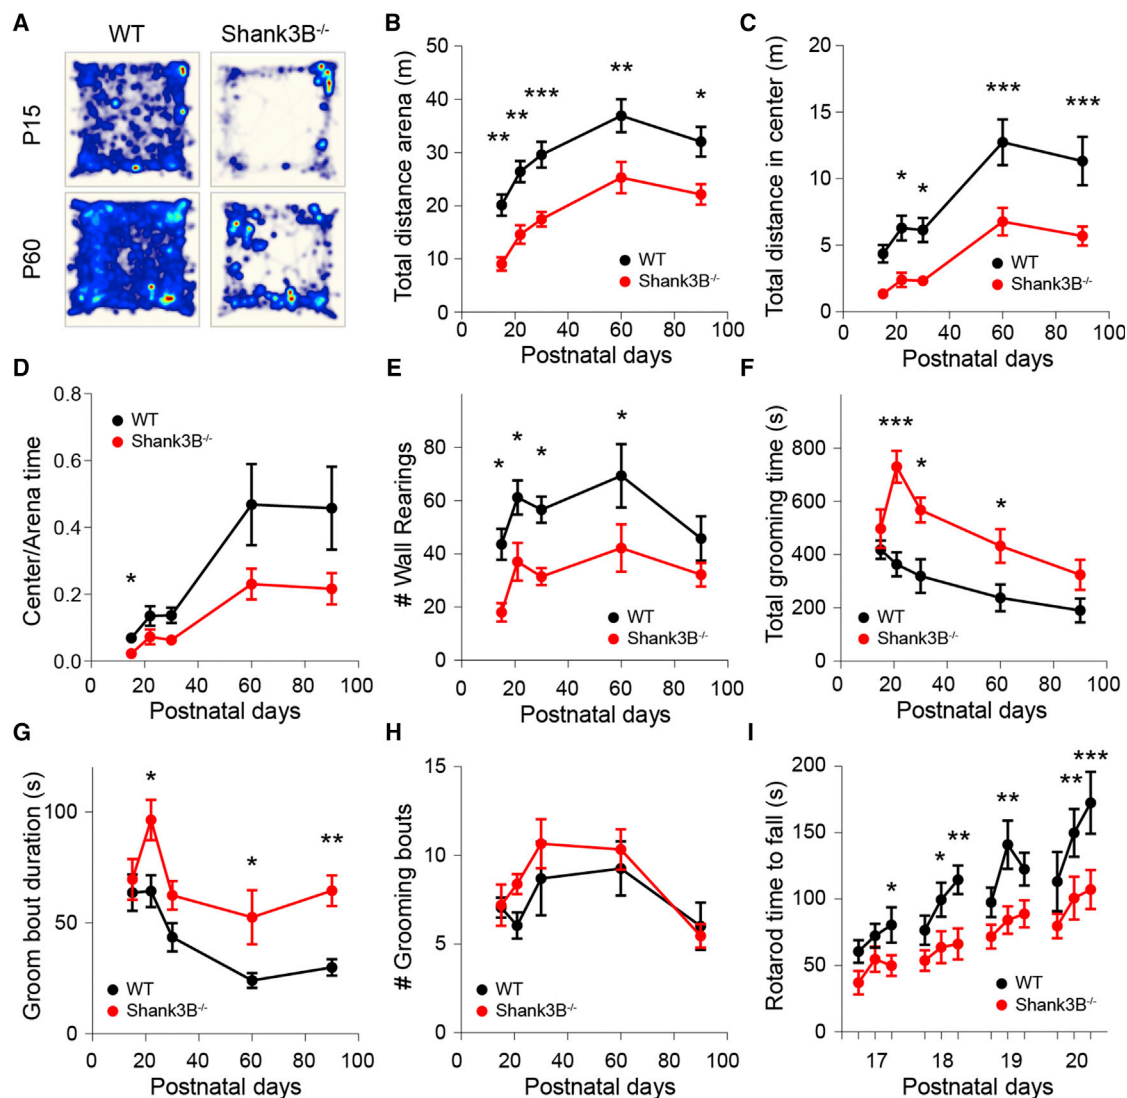 A
WT
Shank3B-/-
P15
P60
B
Total distance arena (m)
50
40
30
20
10
0
**
**
***
**
*
WT
Shank3B-/-
0 20 40 60 80 100
Postnatal days
C
Total distance in center (m)
20
15
10
5
0
*
*
***
***
WT
Shank3B-/-
0 20 40 60 80 100
Postnatal days
D
Center/Arena time
0.8
0.6
0.4
0.2
0.0
WT
Shank3B-/-
*
0 20 40 60 80 100
Postnatal days
E
# Wall Rearings
80
60
40
20
0
*
*
*
*
WT
Shank3B-/-
0 20 40 60 80 100
Postnatal days
F
Total grooming time (s)
800
600
400
200
0
***
*
*
WT
Shank3B-/-
0 20 40 60 80 100
Postnatal days
G
Groom bout duration (s)
100
50
0
*
*
**
WT
Shank3B-/-
0 20 40 60 80 100
Postnatal days
H
# Grooming bouts
15
10
5
0
WT
Shank3B-/-
0 20 40 60 80 100
Postnatal days
I
Rotarod time to fall (s)
200
150
100
50
0
*
*
**
**
**
***
WT
Shank3B-/-
17 18 19 20
Postnatal days